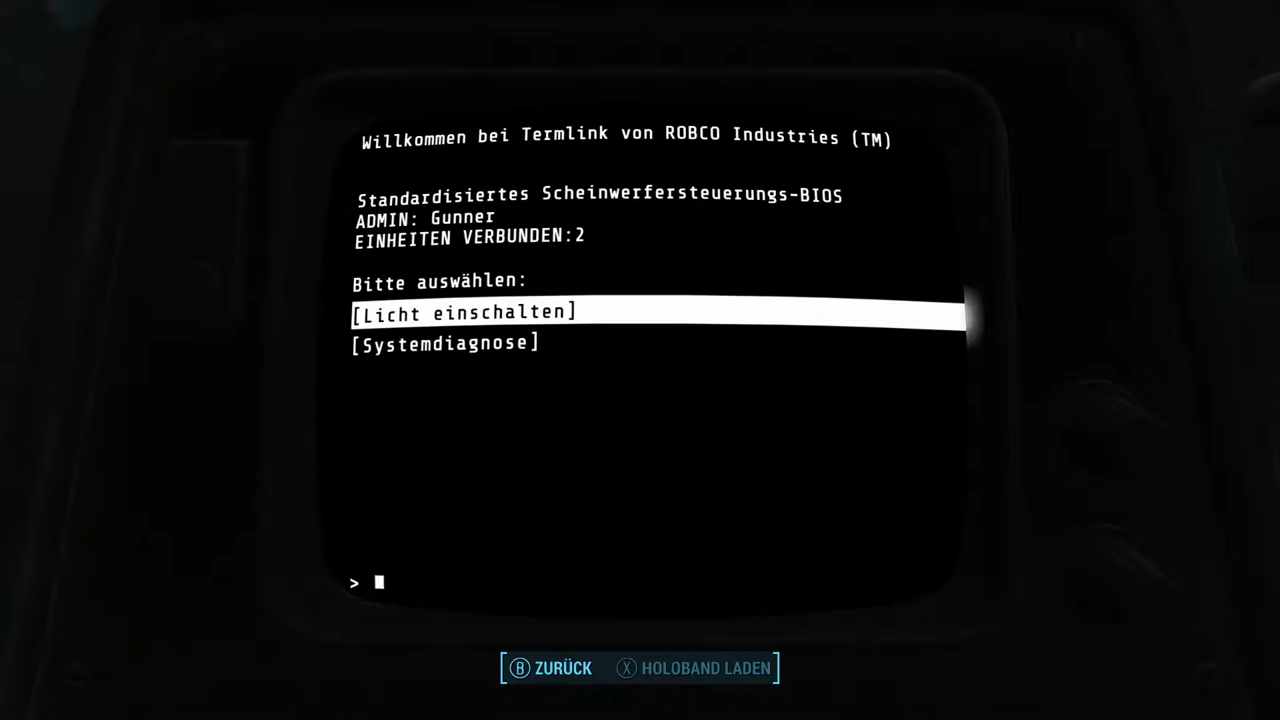 Willkommen bei Termlink von ROBCO Industries (TM)
Standardisiertes Scheinwerfersteuerungs-BIOS
ADMIN: Gunner
EINHEITEN VERBUNDEN:2
Bitte auswählen:
[Licht einschalten]
[Systemdiagnose]
>
B ZURÜCK X HOLOBAND LADEN